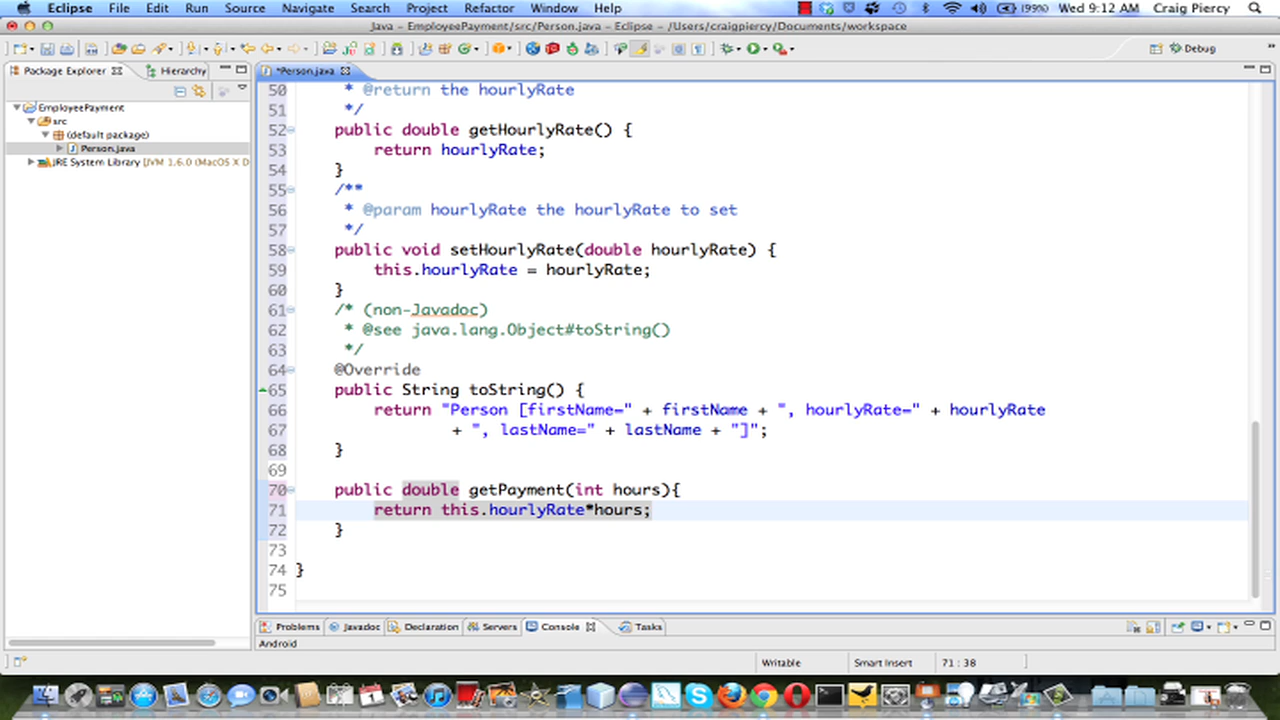 Eclipse File Edit Run Source Navigate Search Project Refactor Window Help (99%) Wed 9:12 AM Craig Piercy
Java – EmployeePayment/src/Person.java – Eclipse – /Users/craigpiercy/Documents/workspace
Debug
Package Explorer Hierarchy *Person.java
EmployeePayment
src
(default package)
Person.java
JRE System Library [JVM 1.6.0 (MacOS X D
50 * @return the hourlyRate
51 */
52 public double getHourlyRate() {
53 return hourlyRate;
54 }
55 /**
56 * @param hourlyRate the hourlyRate to set
57 */
58 public void setHourlyRate(double hourlyRate) {
59 this.hourlyRate = hourlyRate;
60 }
61 /* (non-Javadoc)
62 * @see java.lang.Object#toString()
63 */
64 @Override
65 public String toString() {
66 return "Person [firstName=" + firstName + ", hourlyRate=" + hourlyRate
67 + ", lastName=" + lastName + "]";
68 }
69
70 public double getPayment(int hours){
71 return this.hourlyRate*hours;
72 }
73
74 }
75
Problems Javadoc Declaration Servers Console Tasks
Android
Writable Smart Insert 71 : 38